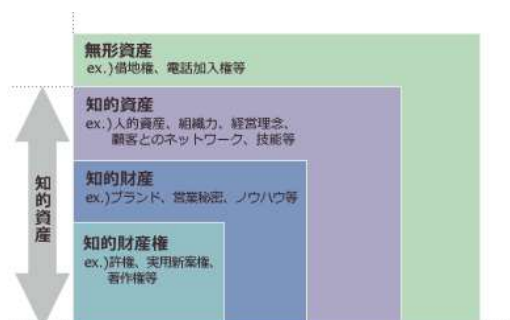 無形資産
ex.)借地権、電話加入権等
知的資産
ex.)人的資産、組織力、経営理念、
顧客とのネットワーク、技能等
知的財産
ex.)ブランド、営業秘密、ノウハウ等
知的財産権
ex.)許権、実用新案権、
著作権等
知的資産